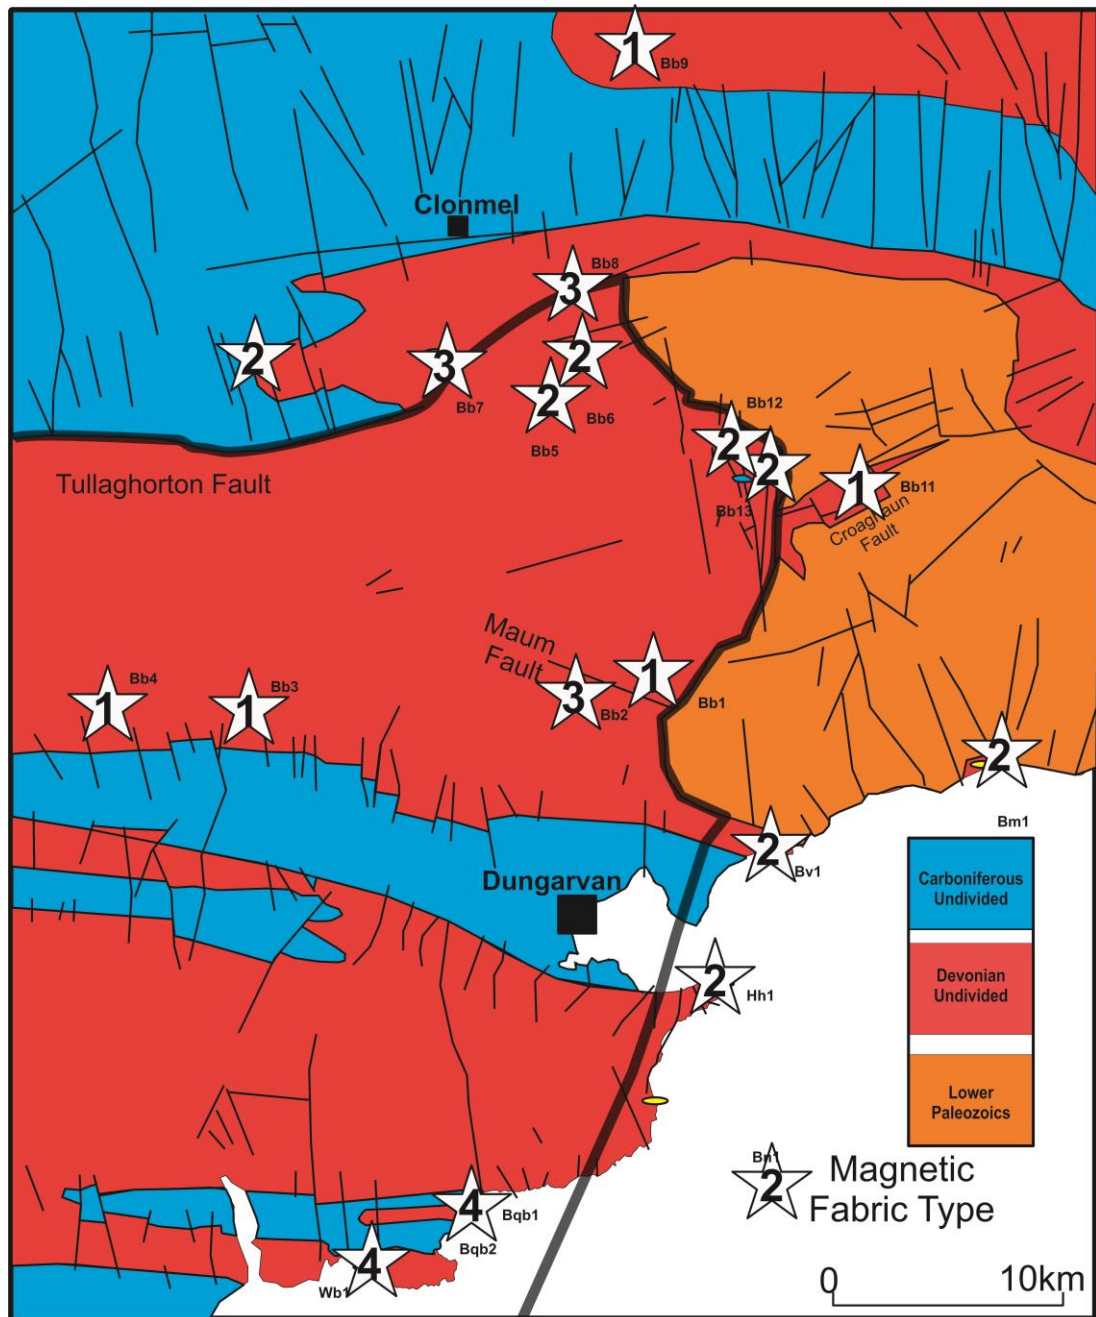 1
Bb9
Clonmel
Bb8
3
2
3
2
Bb7
2
Bb6
Bb5
Bb12
2
2
Bb13
1
Bb11
Tullaghorton Fault
Croaghaun
Fault
Maum
Fault
Bb4
1
Bb3
1
3
Bb2
1
Bb1
2
Bm1
2
Bv1
Dungarvan
2
Hh1
Carboniferous
Undivided
Devonian
Undivided
Lower
Paleozoics
Bn1
2
Magnetic
Fabric Type
4
Bqb1
Bqb2
4
Wb1
0
10km